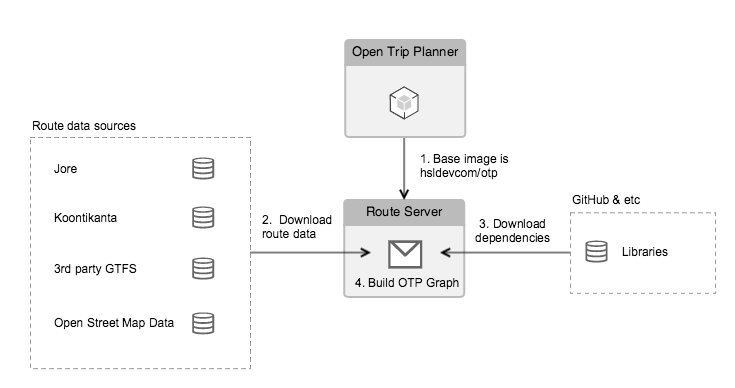 Open Trip Planner
1. Base image is
hsldevcom/otp
Route data sources
Jore
Koontikanta
3rd party GTFS
Open Street Map Data
2. Download
route data
Route Server
4. Build OTP Graph
3. Download
dependencies
GitHub & etc
Libraries